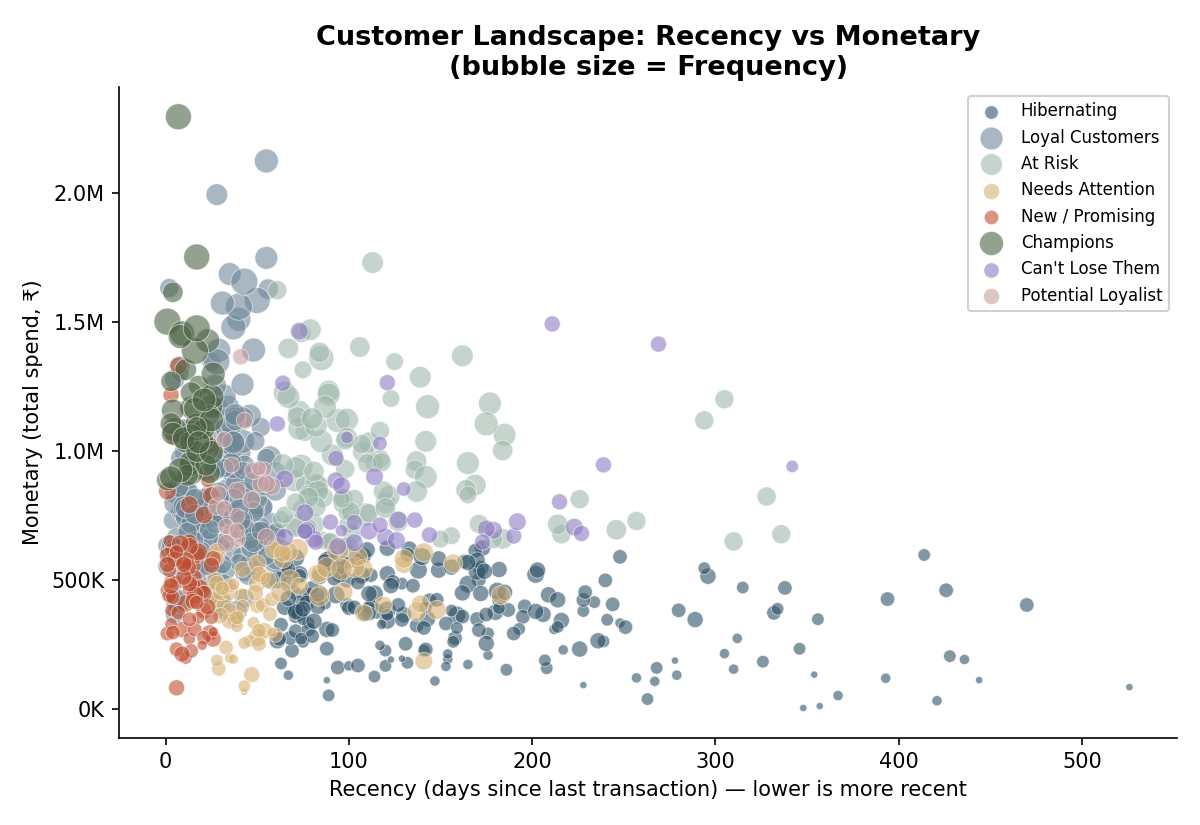 Customer Landscape: Recency vs Monetary
(bubble size = Frequency)
Hibernating
Loyal Customers
At Risk
Needs Attention
New / Promising
Champions
Can't Lose Them
Potential Loyalist
Monetary (total spend, ₹)
2.0M
1.5M
1.0M
500K
0K
0
100
200
300
400
500
Recency (days since last transaction) — lower is more recent